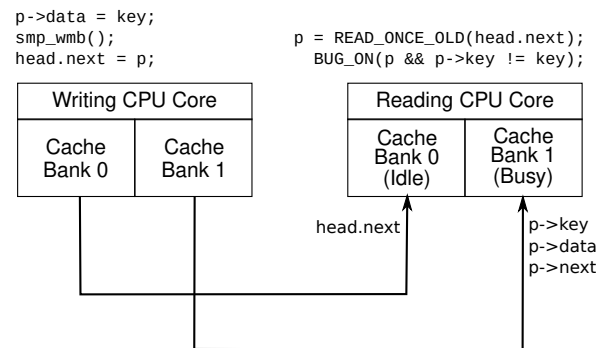 p->data = key;
smp_wmb();
head.next = p;
p = READ_ONCE_OLD(head.next);
BUG_ON(p && p->key != key);
Writing CPU Core
Cache
Bank 0
Cache
Bank 1
Reading CPU Core
Cache
Bank 0
(Idle)
Cache
Bank 1
(Busy)
head.next
p->key
p->data
p->next